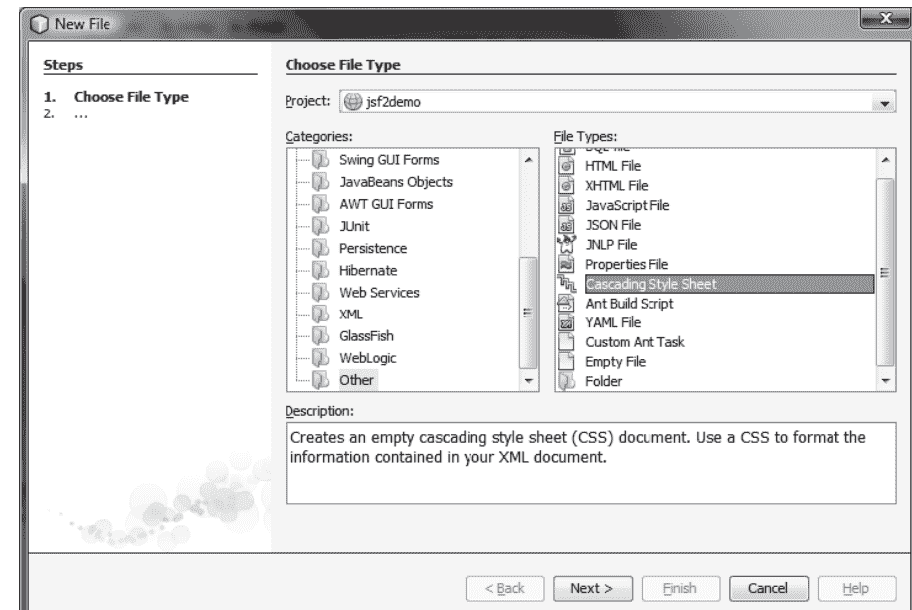 New File
Steps
1. Choose File Type
2. ...
Choose File Type
Project: jsf2demo
Categories:
Swing GUI Forms
JavaBeans Objects
AWT GUI Forms
JUnit
Persistence
Hibernate
Web Services
XML
GlassFish
WebLogic
Other
File Types:
HTML File
XHTML File
JavaScript File
JSON File
JNLP File
Properties File
Cascading Style Sheet
Ant Build Script
YAML File
Custom Ant Task
Empty File
Folder
Description:
Creates an empty cascading style sheet (CSS) document. Use a CSS to format the
information contained in your XML document.
< Back Next > Finish Cancel Help